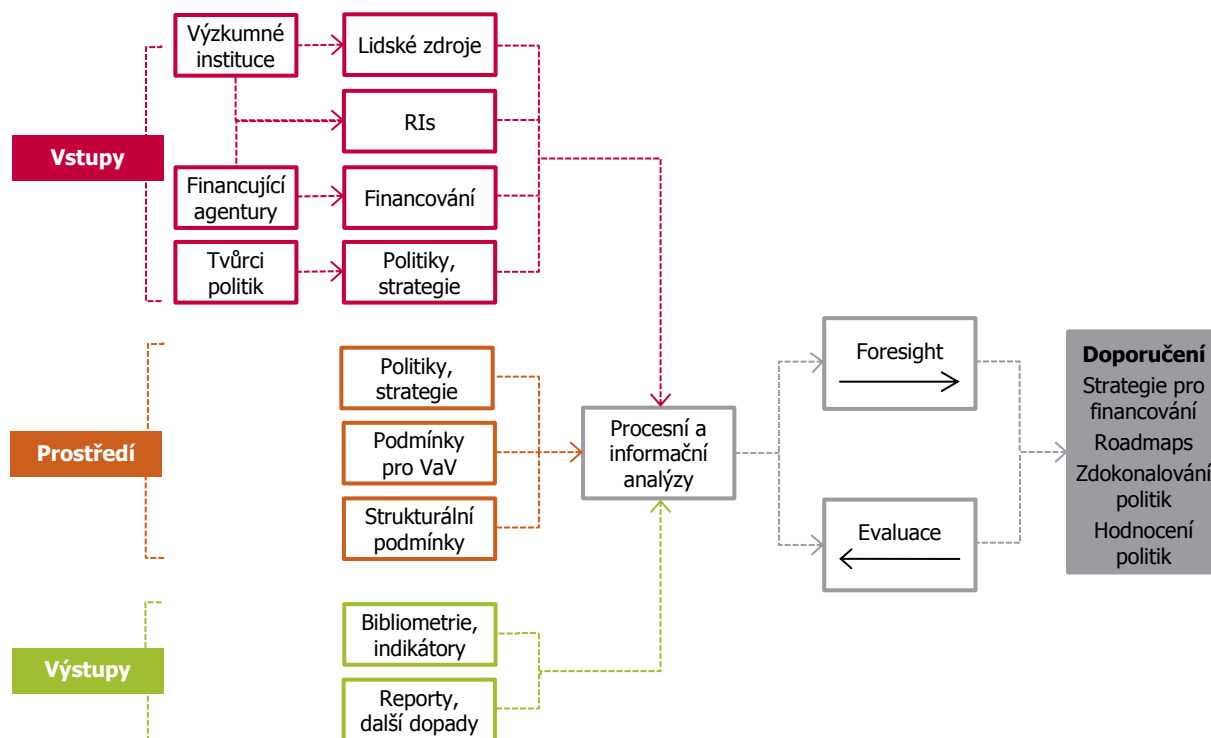 Vstupy
Výzkumné
instituce
Lidské zdroje
RIs
Financující
agentury
Financování
Tvůrci
politik
Politiky,
strategie
Prostředí
Politiky,
strategie
Podmínky
pro VaV
Strukturální
podmínky
Výstupy
Bibliometrie,
indikátory
Reporty,
další dopady
Procesní a
informační
analýzy
Foresight
Evaluace
Doporučení
Strategie pro
financování
Roadmaps
Zdokonalování
politik
Hodnocení
politik